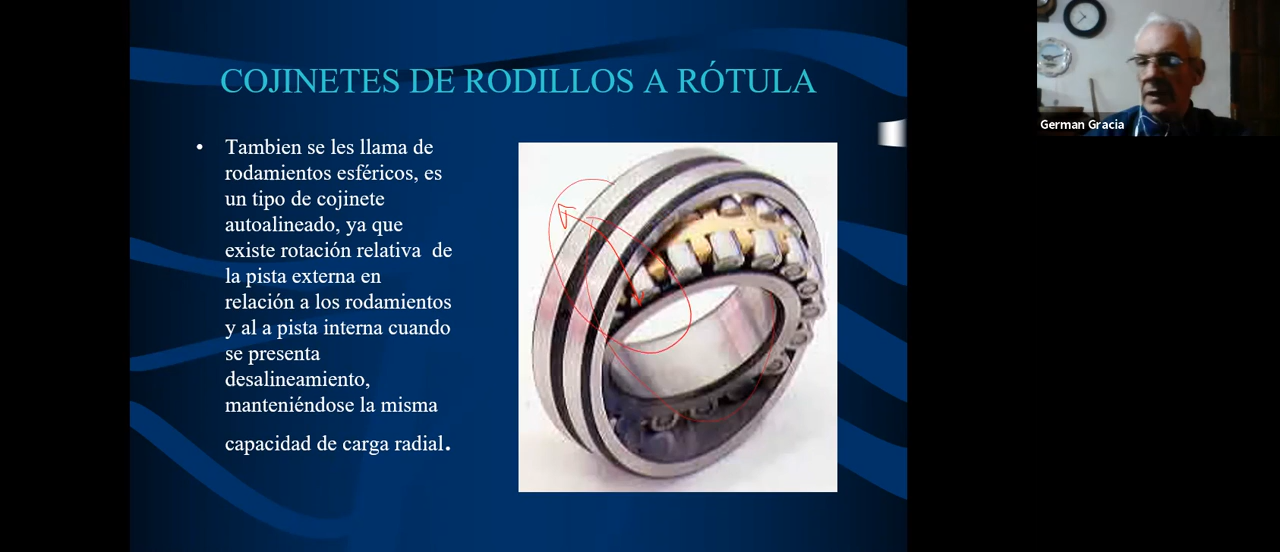 COJINETES DE RODILLOS A RÓTULA
• Tambien se les llama de
rodamientos esféricos, es
un tipo de cojinete
autoalineado, ya que
existe rotación relativa de
la pista externa en
relación a los rodamientos
y al a pista interna cuando
se presenta
desalineamiento,
manteniéndose la misma
capacidad de carga radial.
German Gracia